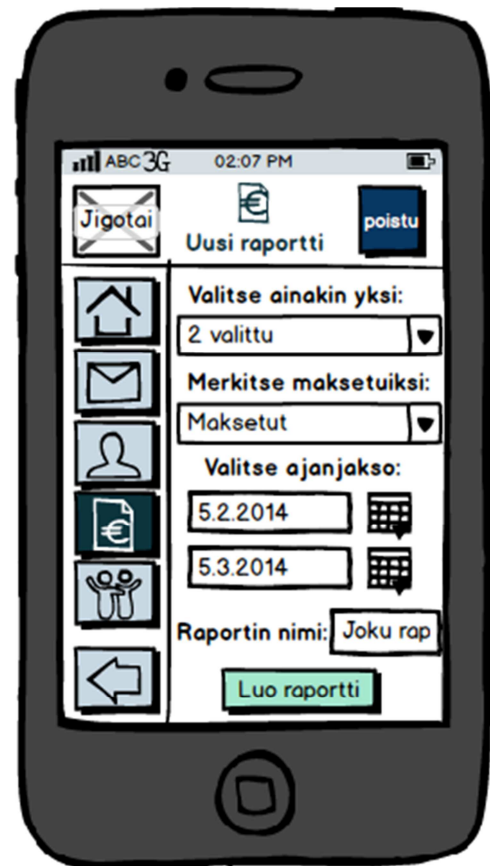 ABC 3G 02:07 PM
Jigotai
Uusi raportti
poistu
Valitse ainakin yksi:
2 valittu
Merkitse maksetuiksi:
Maksetut
Valitse ajanjakso:
5.2.2014
5.3.2014
Raportin nimi: Joku rap
Luo raportti